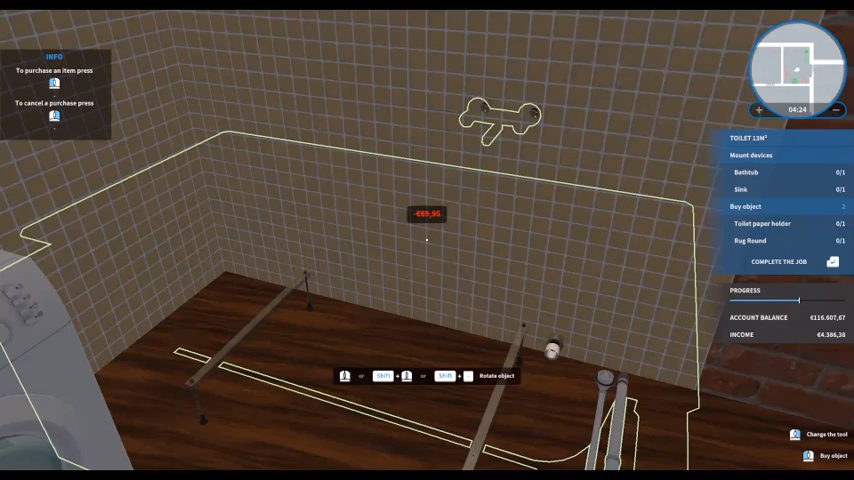 INFO
To purchase an item press
To cancel a purchase press
-€69,95
or Shift + or Shift + Rotate object
04:24
TOILET 13M²
Mount devices
Bathtub 0/1
Sink 0/1
Buy object 2
Toilet paper holder 0/1
Rug Round 0/1
COMPLETE THE JOB
PROGRESS
ACCOUNT BALANCE €116.607,67
INCOME €4.386,38
Change the tool
Buy object